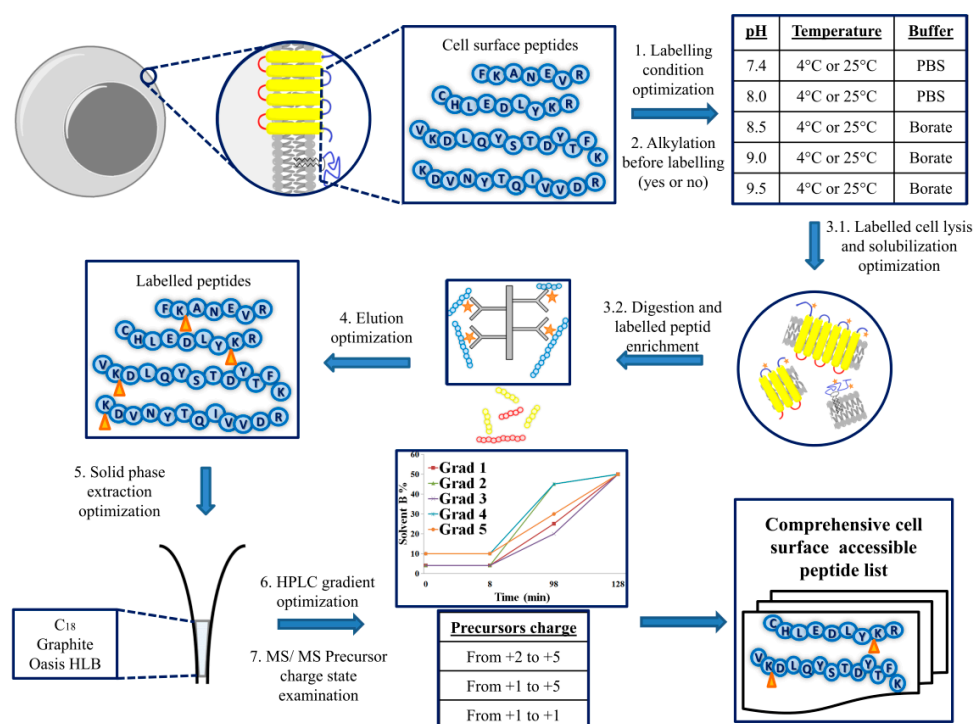 Cell surface peptides
FKANEVR
CHLEDLYKR
VKDLQYSTDYTFK
KDVNYTQIVVDR
1. Labelling
condition
optimization
2. Alkylation
before labelling
(yes or no)
pH Temperature Buffer
7.4 4°C or 25°C PBS
8.0 4°C or 25°C PBS
8.5 4°C or 25°C Borate
9.0 4°C or 25°C Borate
9.5 4°C or 25°C Borate
3.1. Labelled cell lysis
and solubilization
optimization
3.2. Digestion and
labelled peptid
enrichment
4. Elution
optimization
Labelled peptides
FKANEVR
CHLEDLYKR
VKDLQYSTDYTFK
KDVNYTQIVVDR
5. Solid phase
extraction
optimization
C18
Graphite
Oasis HLB
6. HPLC gradient
optimization
7. MS/ MS Precursor
charge state
examination
Solvent B %
60
50
40
30
20
10
0
Grad 1
Grad 2
Grad 3
Grad 4
Grad 5
0 8 98 128
Time (min)
Precursors charge
From +2 to +5
From +1 to +5
From +1 to +1
Comprehensive cell
surface accessible
peptide list
CHLEDLYKR
VKDLQYSTDYTFK